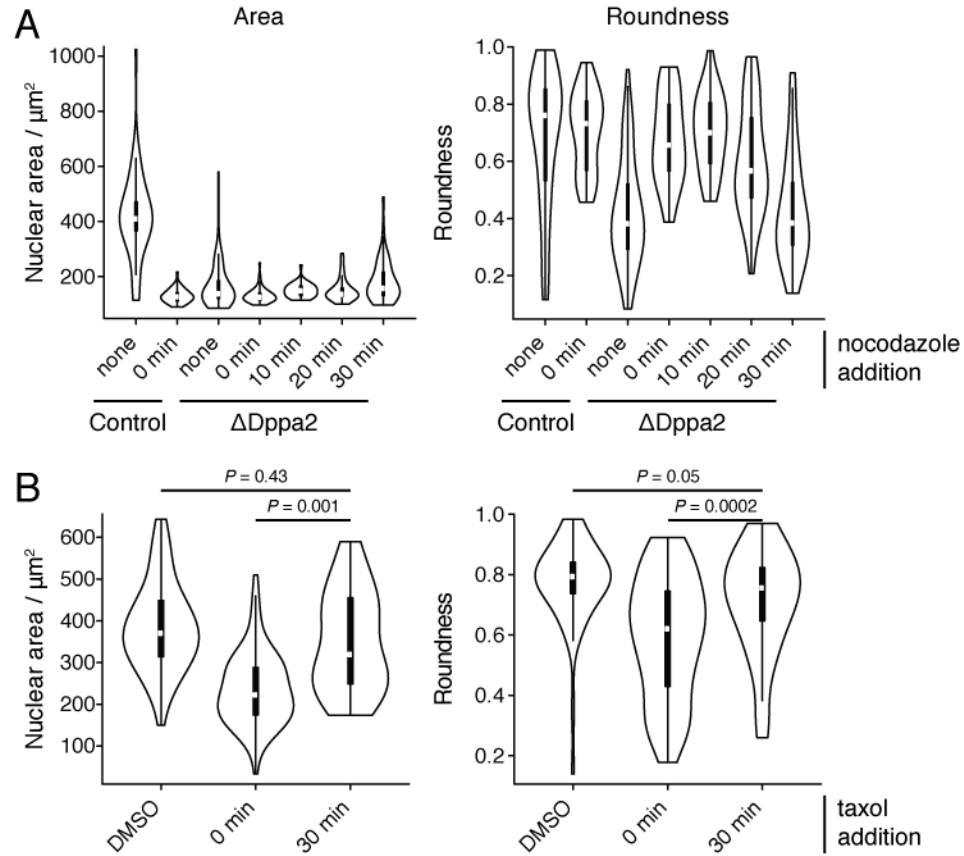 A
Area
Roundness
Nuclear area / μm²
1000
800
600
400
200
none
0 min
none
0 min
10 min
20 min
30 min
Control
ΔDppa2
Roundness
1.0
0.8
0.6
0.4
0.2
none
0 min
none
0 min
10 min
20 min
30 min
Control
ΔDppa2
nocodazole
addition
B
P = 0.43
P = 0.001
Nuclear area / μm²
600
500
400
300
200
100
DMSO
0 min
30 min
P = 0.05
P = 0.0002
Roundness
1.0
0.8
0.6
0.4
0.2
DMSO
0 min
30 min
taxol
addition